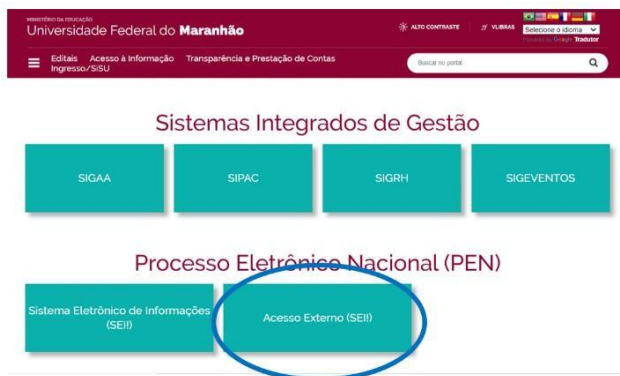 MINISTÉRIO DA EDUCAÇÃO
Universidade Federal do Maranhão
ALTO CONTRASTE
VLIBRAS
Selecione o idioma
Powered by Google Tradutor
Editais Acesso à Informação Transparência e Prestação de Contas
Ingresso/SiSU
Buscar no portal
Sistemas Integrados de Gestão
SIGAA
SIPAC
SIGRH
SIGEVENTOS
Processo Eletrônico Nacional (PEN)
Sistema Eletrônico de Informações
(SEI!)
Acesso Externo (SEI!)